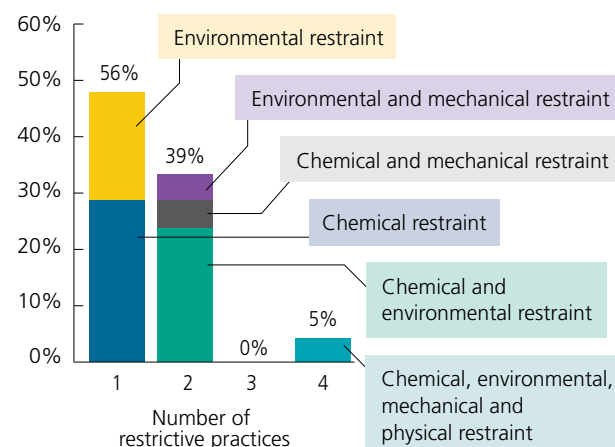 60%
50%
40%
30%
20%
10%
0%
56%
39%
0%
5%
Environmental restraint
Environmental and mechanical restraint
Chemical and mechanical restraint
Chemical restraint
Chemical and
environmental restraint
Chemical, environmental,
mechanical and
physical restraint
1 2 3 4
Number of
restrictive practices